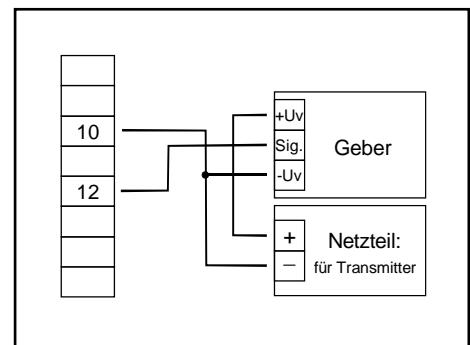 10
12
+Uv
Sig.
-Uv
Geber
+
−
Netzteil:
für Transmitter